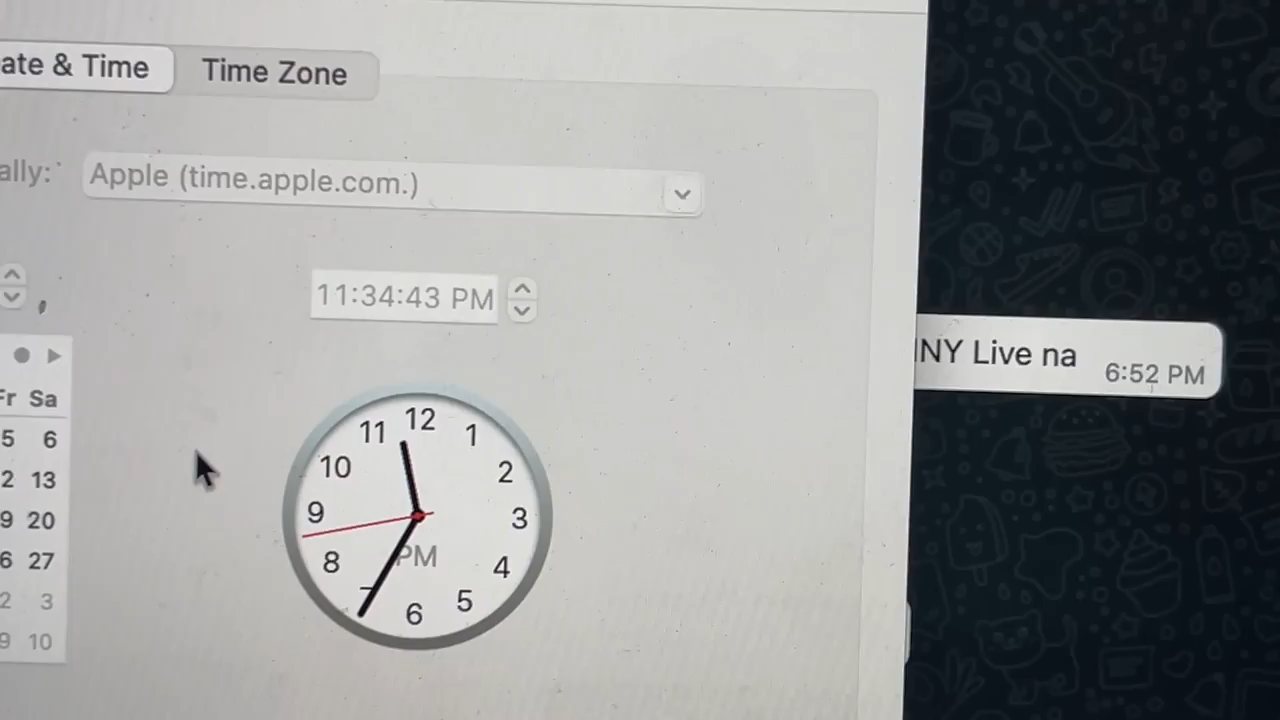 ate & Time
Time Zone
ally:
Apple (time.apple.com.)
11:34:43 PM
NY Live na
6:52 PM
Fr Sa
5 6
2 13
9 20
6 27
2 3
9 10
12
11 1
10 2
9 3
PM
8 4
7 5
6